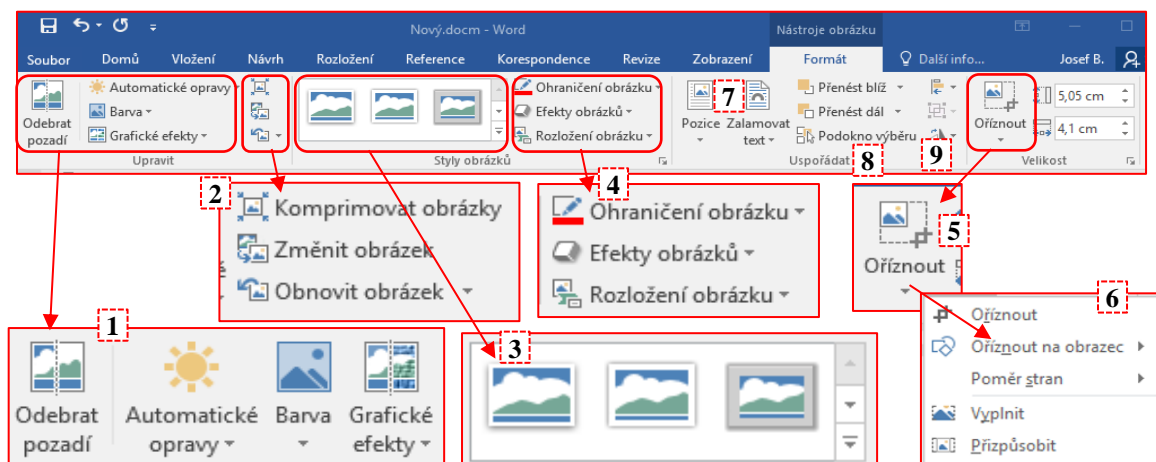 Nový.docm - Word
Nástroje obrázku
Soubor Domů Vložení Návrh Rozložení Reference Korespondence Revize Zobrazení Formát Další info... Josef B.
Odebrat pozadí
Automatické opravy
Barva
Grafické efekty
Upravit
Styly obrázků
Ohraničení obrázku
Efekty obrázků
Rozložení obrázku
7
Pozice
Zalamovat text
Přenést blíž
Přenést dál
Podokno výběru
Uspořádat
8
9
Oříznout
5,05 cm
4,1 cm
Velikost
2
Komprimovat obrázky
Změnit obrázek
Obnovit obrázek
4
Ohraničení obrázku
Efekty obrázků
Rozložení obrázku
5
Oříznout
6
Oříznout
Oříznout na obrazec
Poměr stran
Vyplnit
Přizpůsobit
1
Odebrat
pozadí
Automatické
opravy
Barva
Grafické
efekty
3